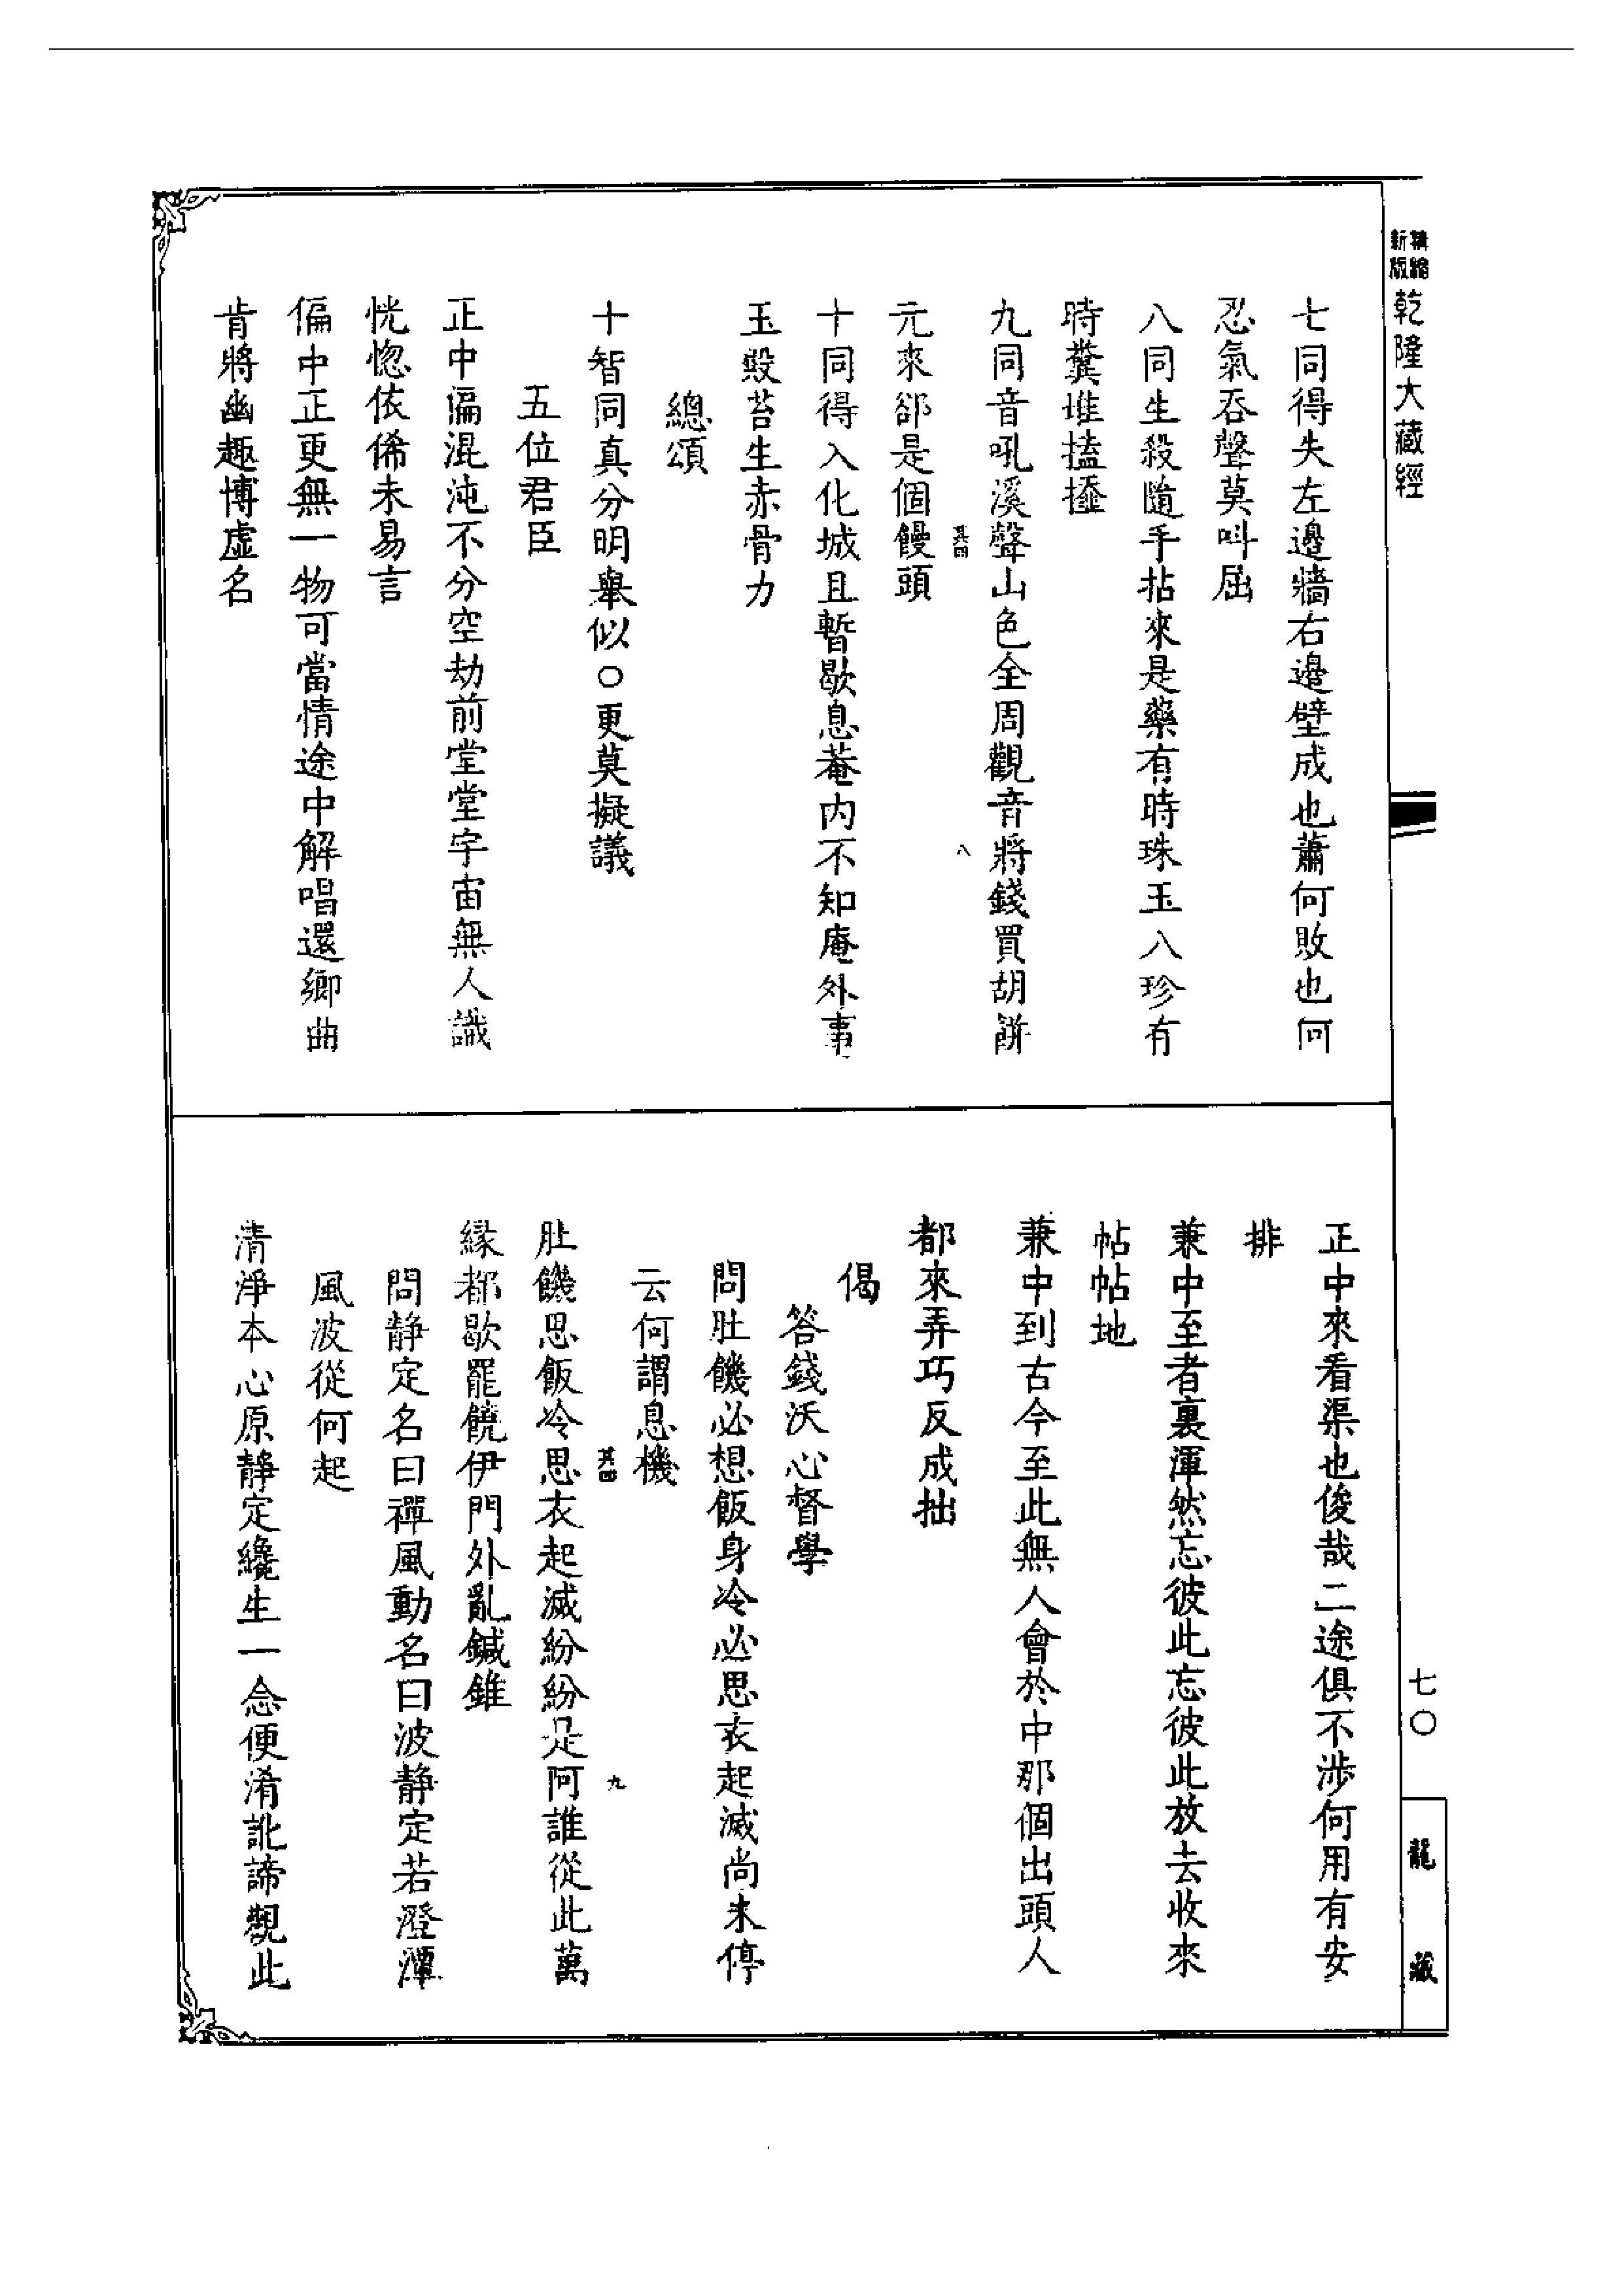 精縮新版乾隆大藏經
七同得失左邊牆右邊壁成也蕭何敗也何
忍氣吞聲莫叫屈
八同生殺隨手拈來是藥有時珠玉八珍有
時糞堆搕𢶍
九同音吼溪聲山色全周觀音將錢買胡餅
其四
八
元來卻是個饅頭
十同得入化城且暫歇息菴內不知庵外事
玉殿苔生赤骨力
總頌
十智同真分明舉似○更莫擬議
五位君臣
正中偏混沌不分空劫前堂堂宇宙無人識
恍惚依俙未易言
偏中正更無一物可當情途中解唱還鄉曲
肯將幽趣博虛名
正中來看渠也俊哉二途俱不涉何用有安
排
兼中至者裏渾然忘彼此忘彼此放去收來
帖帖地
兼中到古今至此無人會於中那個出頭人
都來弄巧反成拙
偈
答錢沃心督學
問肚饑必想飯身冷必思衣起滅尚未停
云何謂息機
其四
九
肚饑思飯冷思衣起滅紛紛是阿誰從此萬
緣都歇罷饒伊門外亂鍼錐
問靜定名曰禪風動名曰波靜定若澄潭
風波從何起
清淨本心原靜定纔生一念便淆訛諦觀此
七〇
龍藏